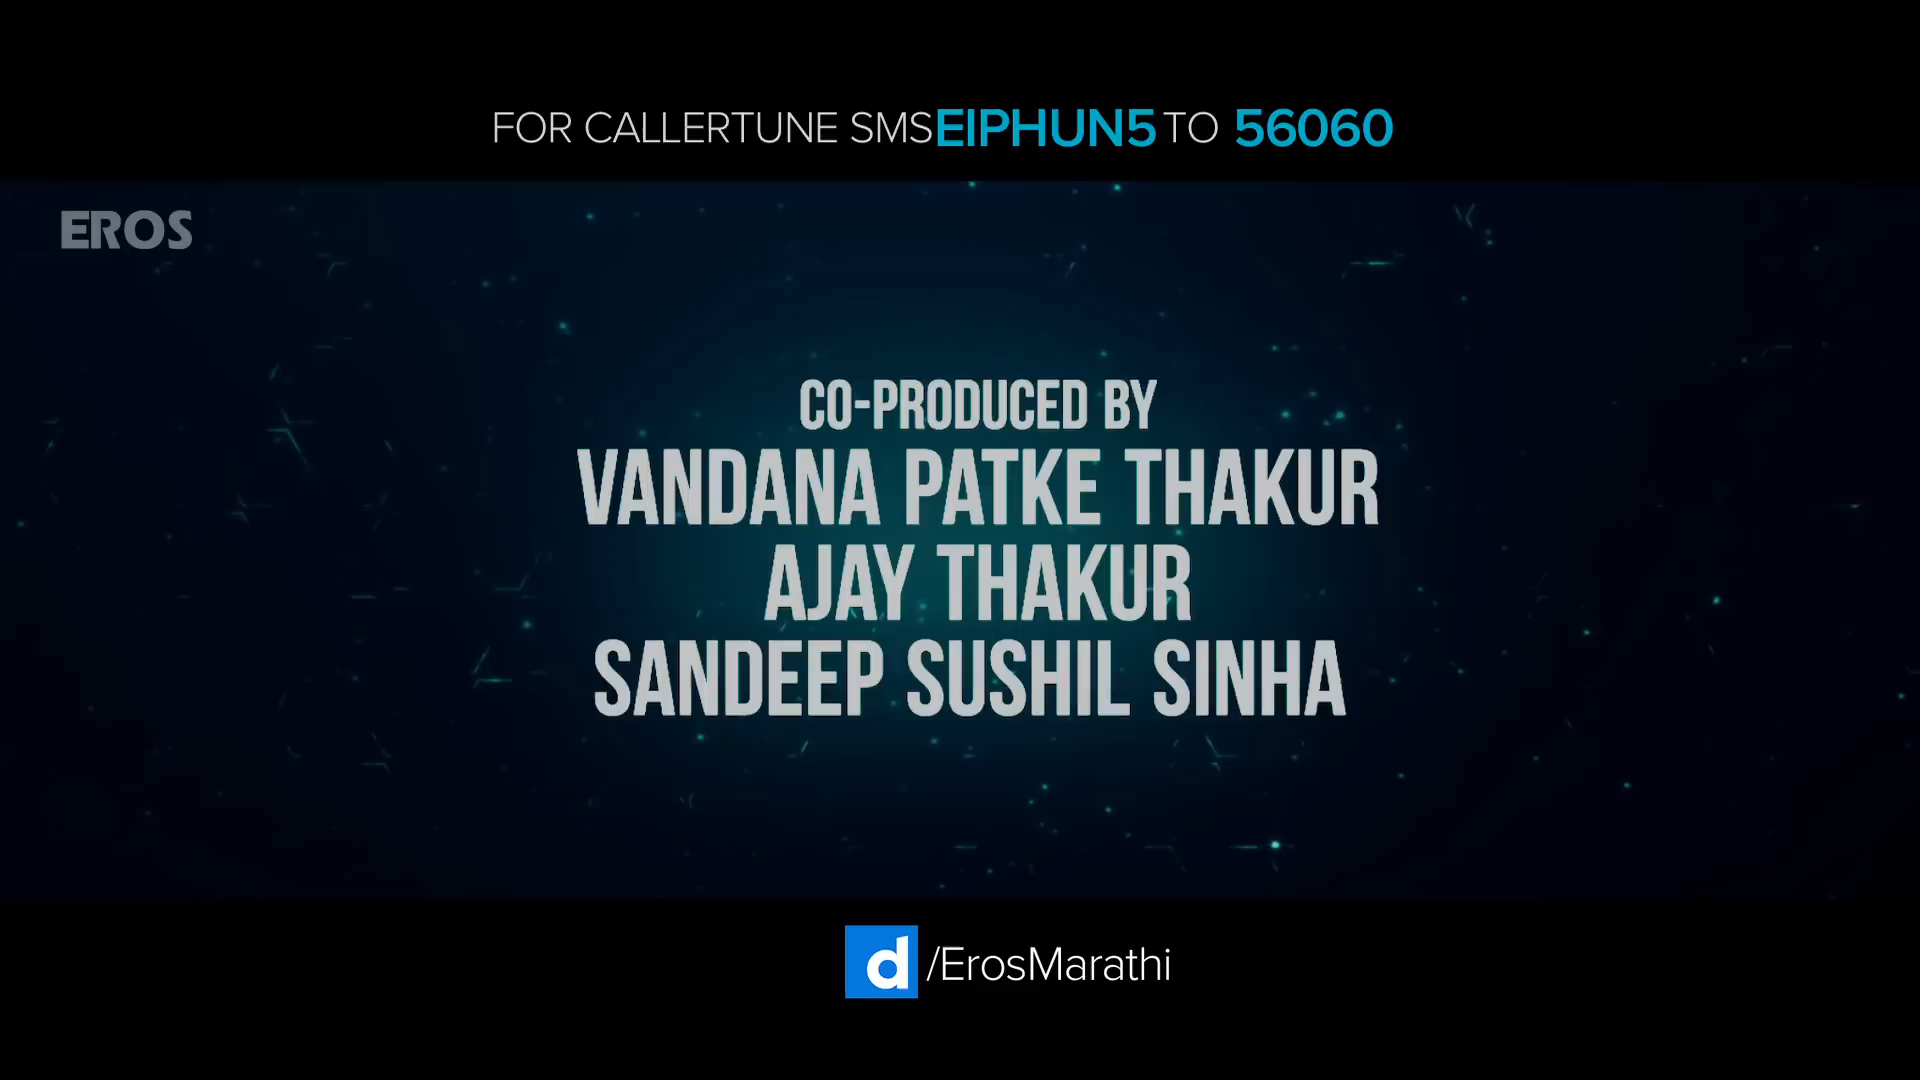 FOR CALLERTUNE SMS EIPHUN5 TO 56060
EROS
CO-PRODUCED BY
VANDANA PATKE THAKUR
AJAY THAKUR
SANDEEP SUSHIL SINHA
d /ErosMarathi